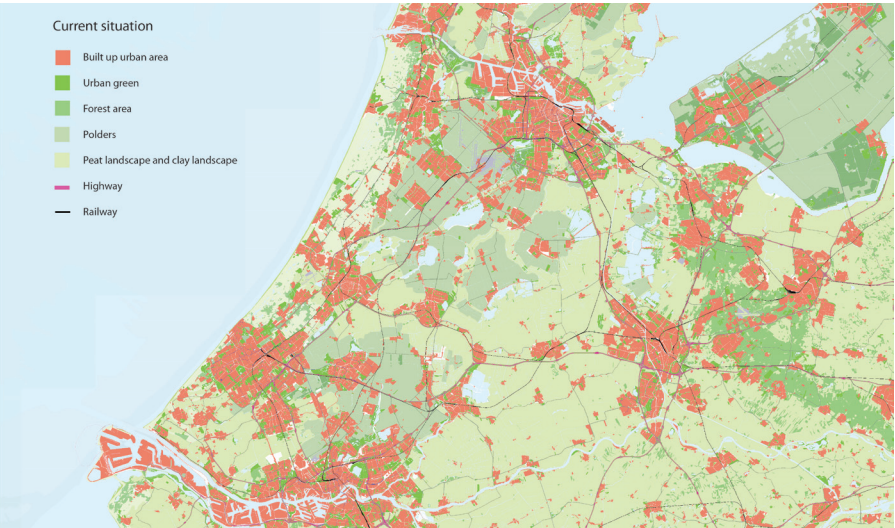 Current situation
Built up urban area
Urban green
Forest area
Polders
Peat landscape and clay landscape
Highway
Railway